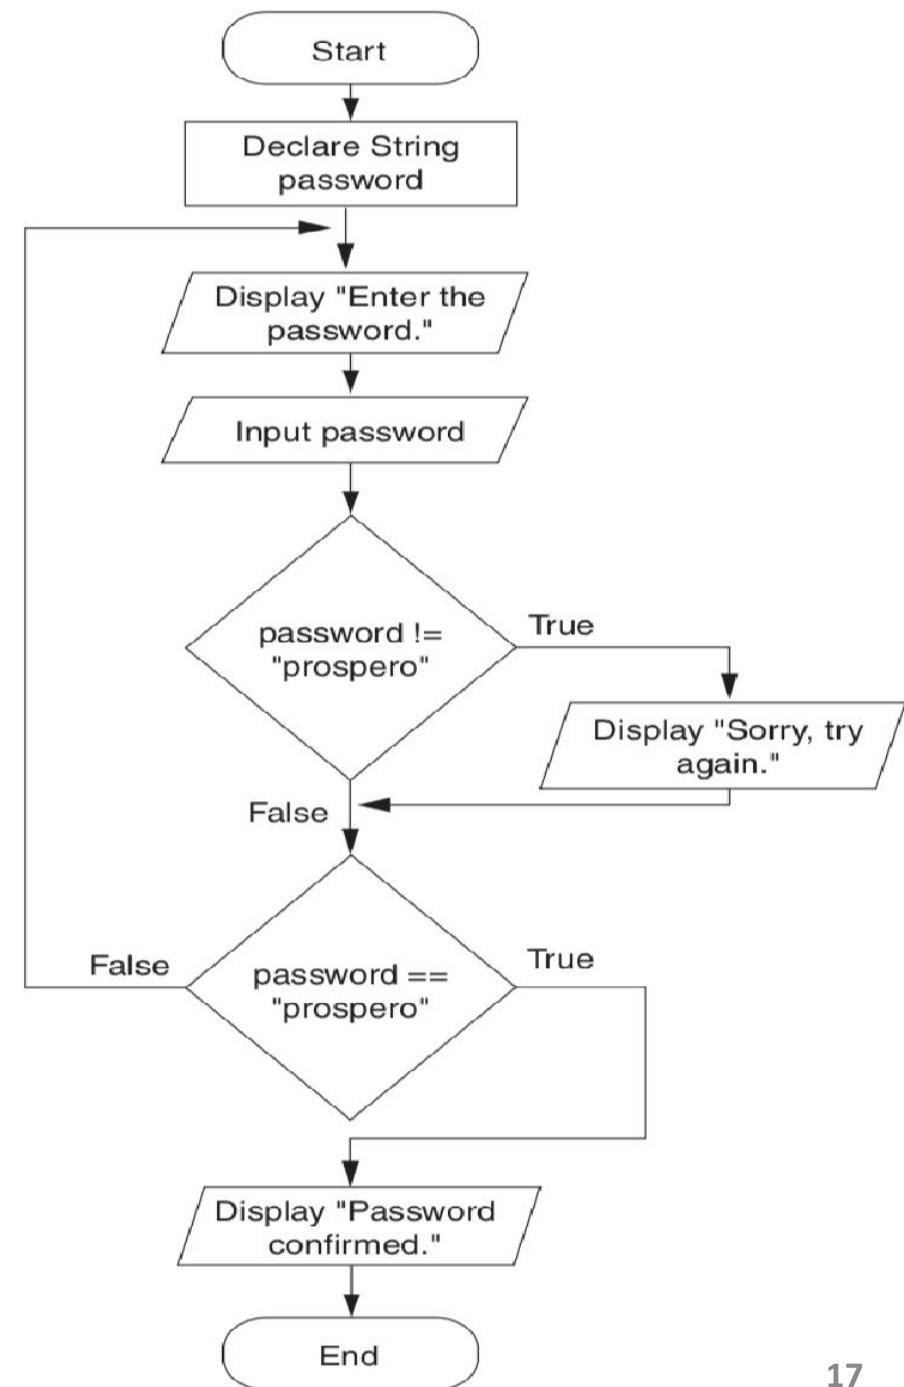 Start
Declare String
password
Display "Enter the
password."
Input password
password !=
"prospero"
True
Display "Sorry, try
again."
False
password ==
"prospero"
False
True
Display "Password
confirmed."
End
17